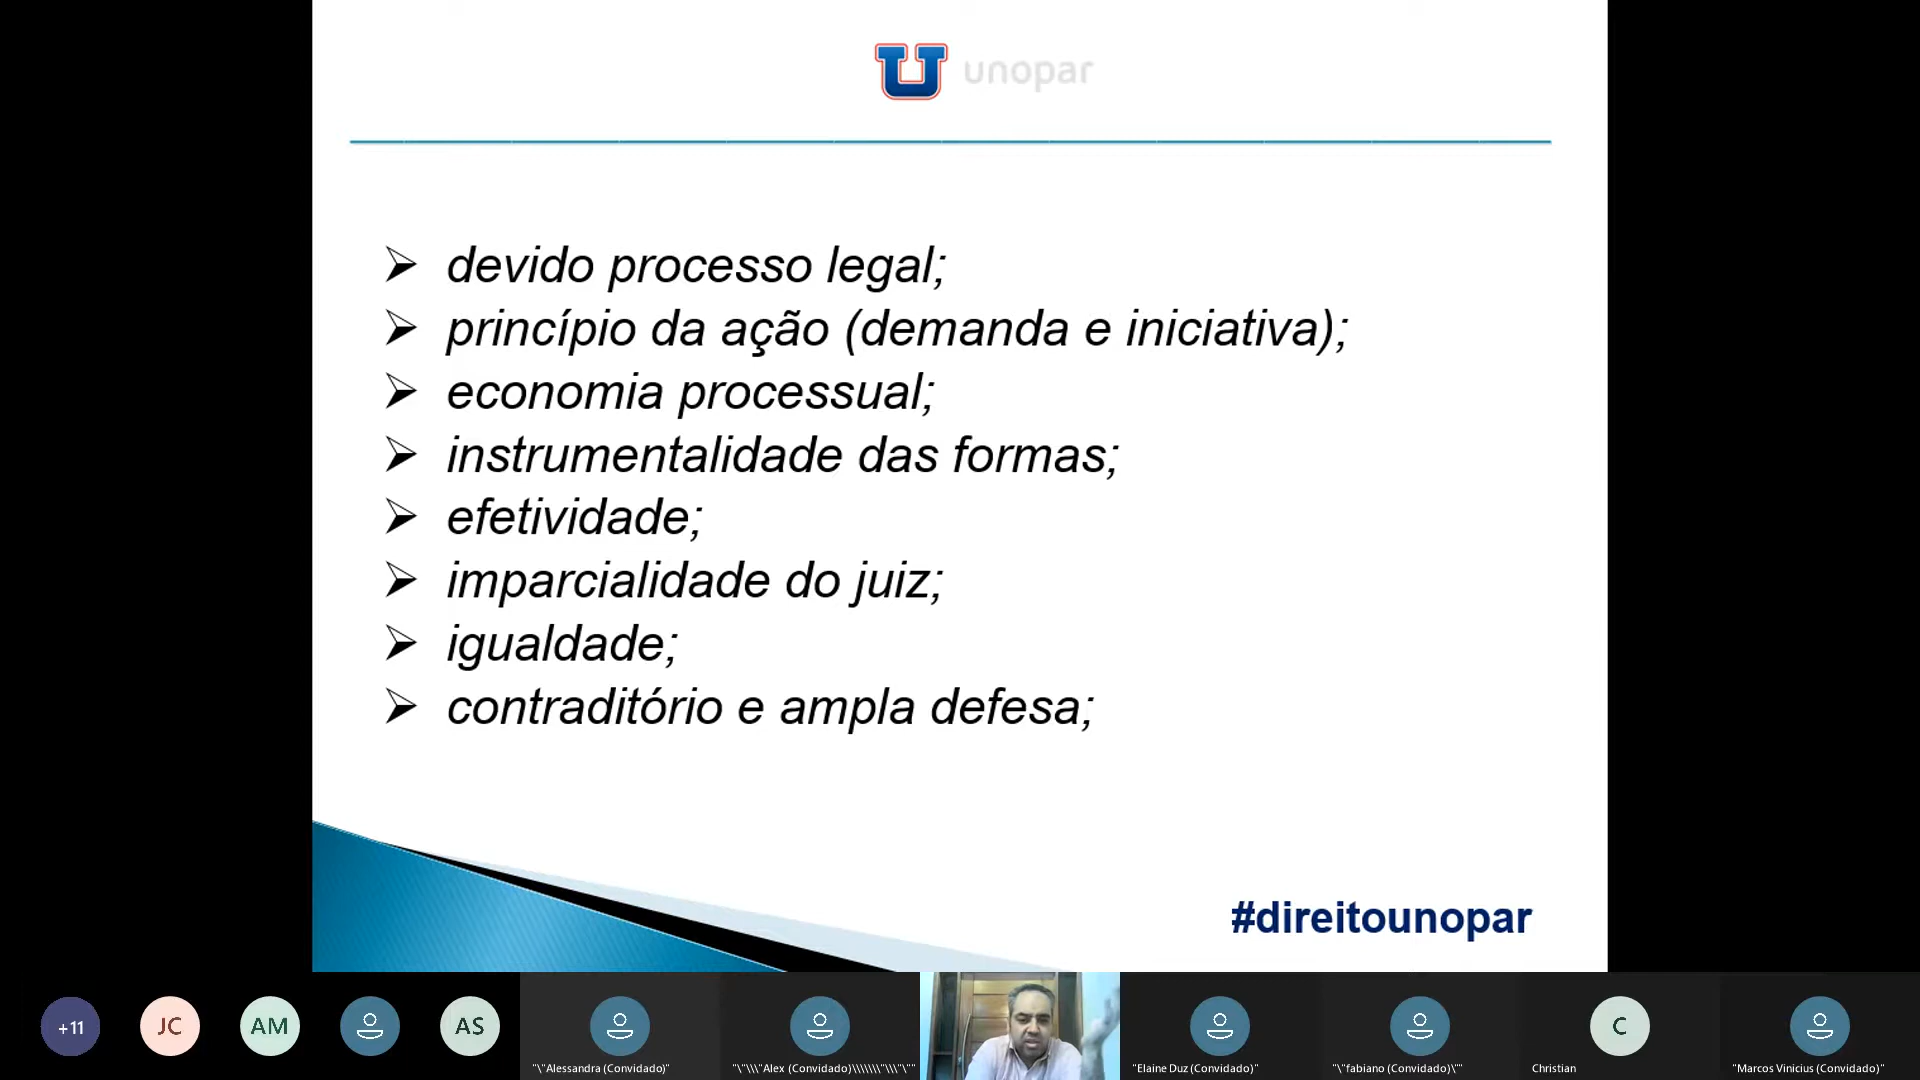 unopar
devido processo legal;
princípio da ação (demanda e iniciativa);
economia processual;
instrumentalidade das formas;
efetividade;
imparcialidade do juiz;
igualdade;
contraditório e ampla defesa;
#direitounopar
+11
JC
AM
AS
C
"\"Alessandra (Convidado)"
"\"\\\"Alex (Convidado)\\\\\\\"\\\"\""
"Elaine Duz (Convidado)"
"\"fabiano (Convidado)\""
Christian
"Marcos Vinicius (Convidado)"